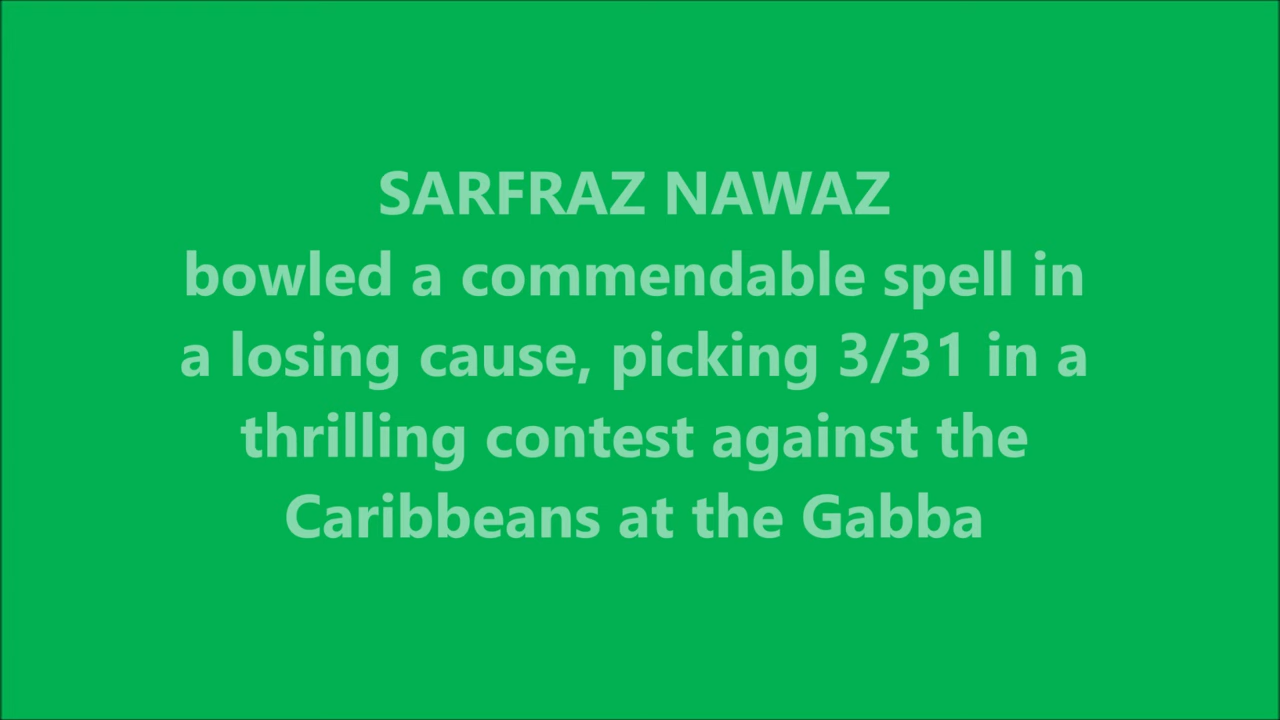 SARFRAZ NAWAZ
bowled a commendable spell in
a losing cause, picking 3/31 in a
thrilling contest against the
Caribbeans at the Gabba